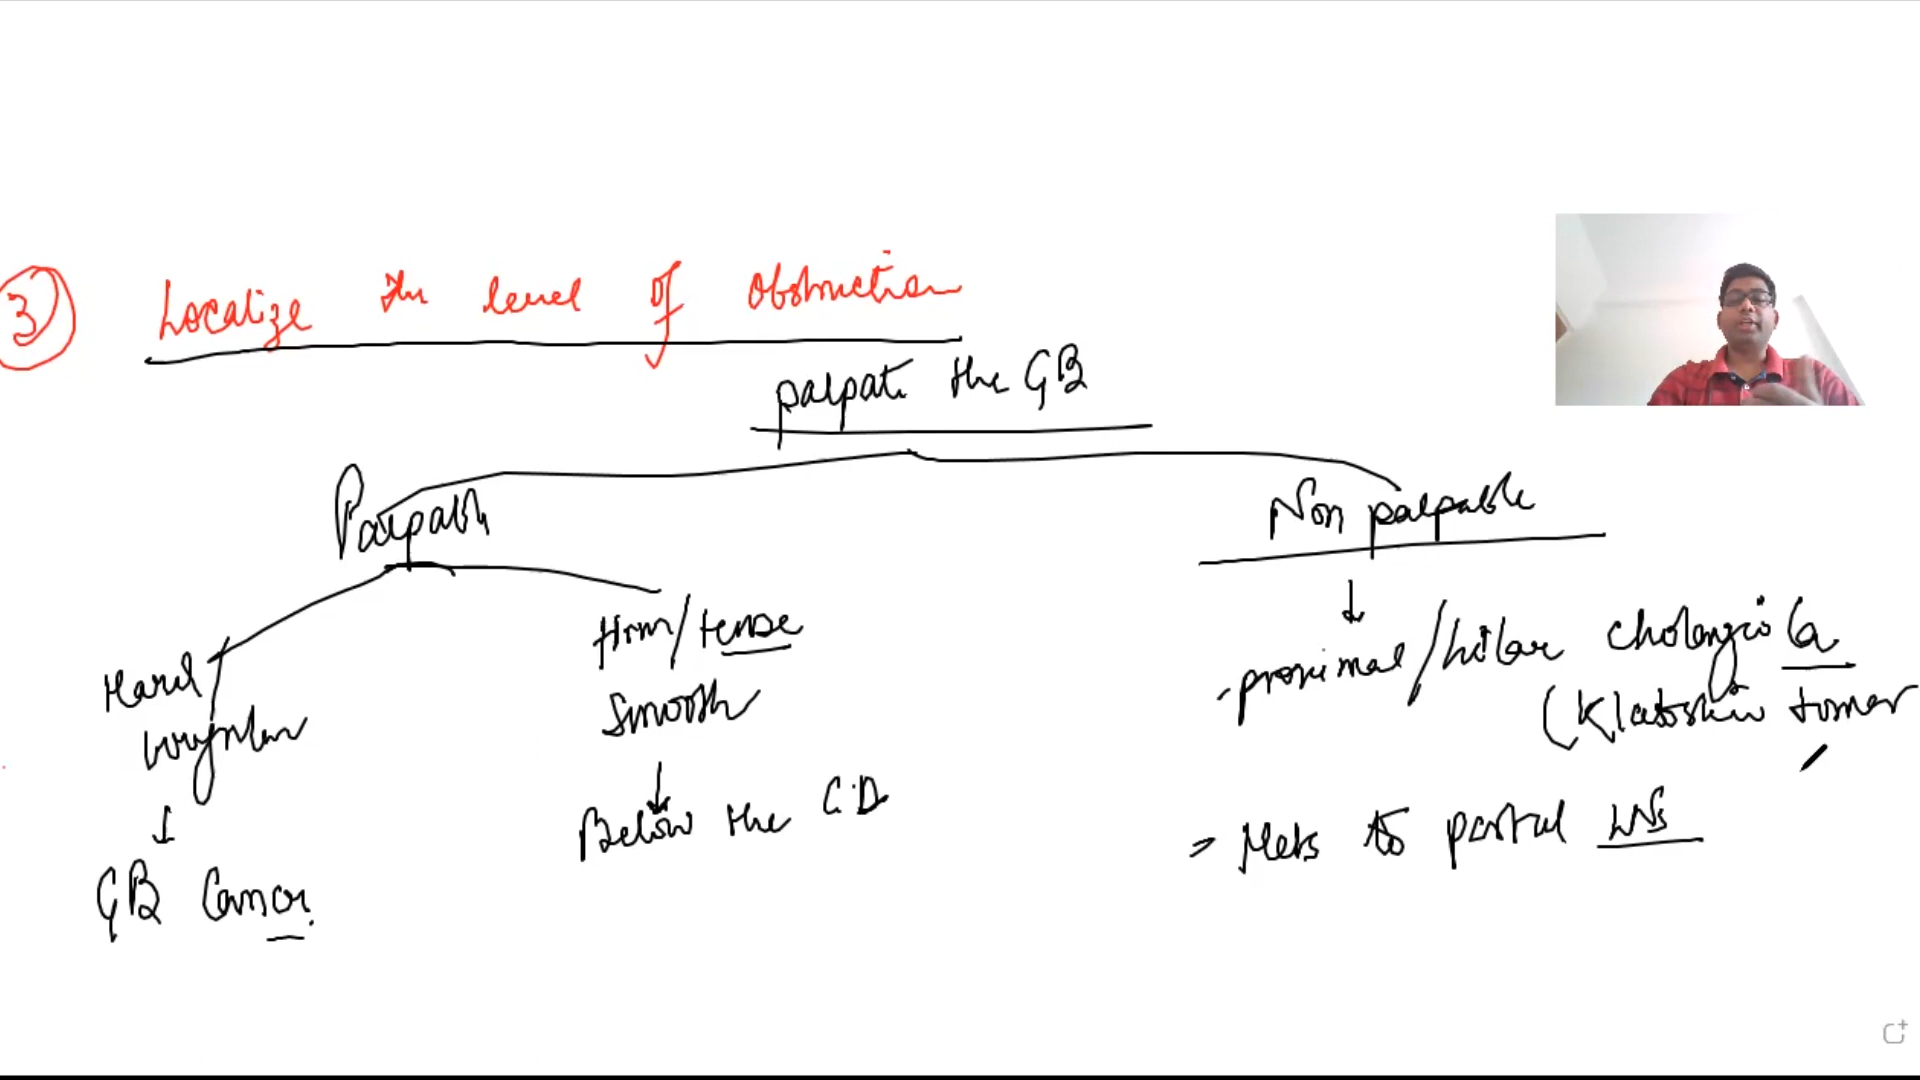 3 Localize the level of obstruction
palpate the GB
Palpable
Non palpable
Hard/
irregular
↓
GB Cancer.
firm/tense
smooth
↓
Below the C.D
↓
- proximal/hilar cholangio Ca
(Klatskin tumor
= Mets to portal LNs